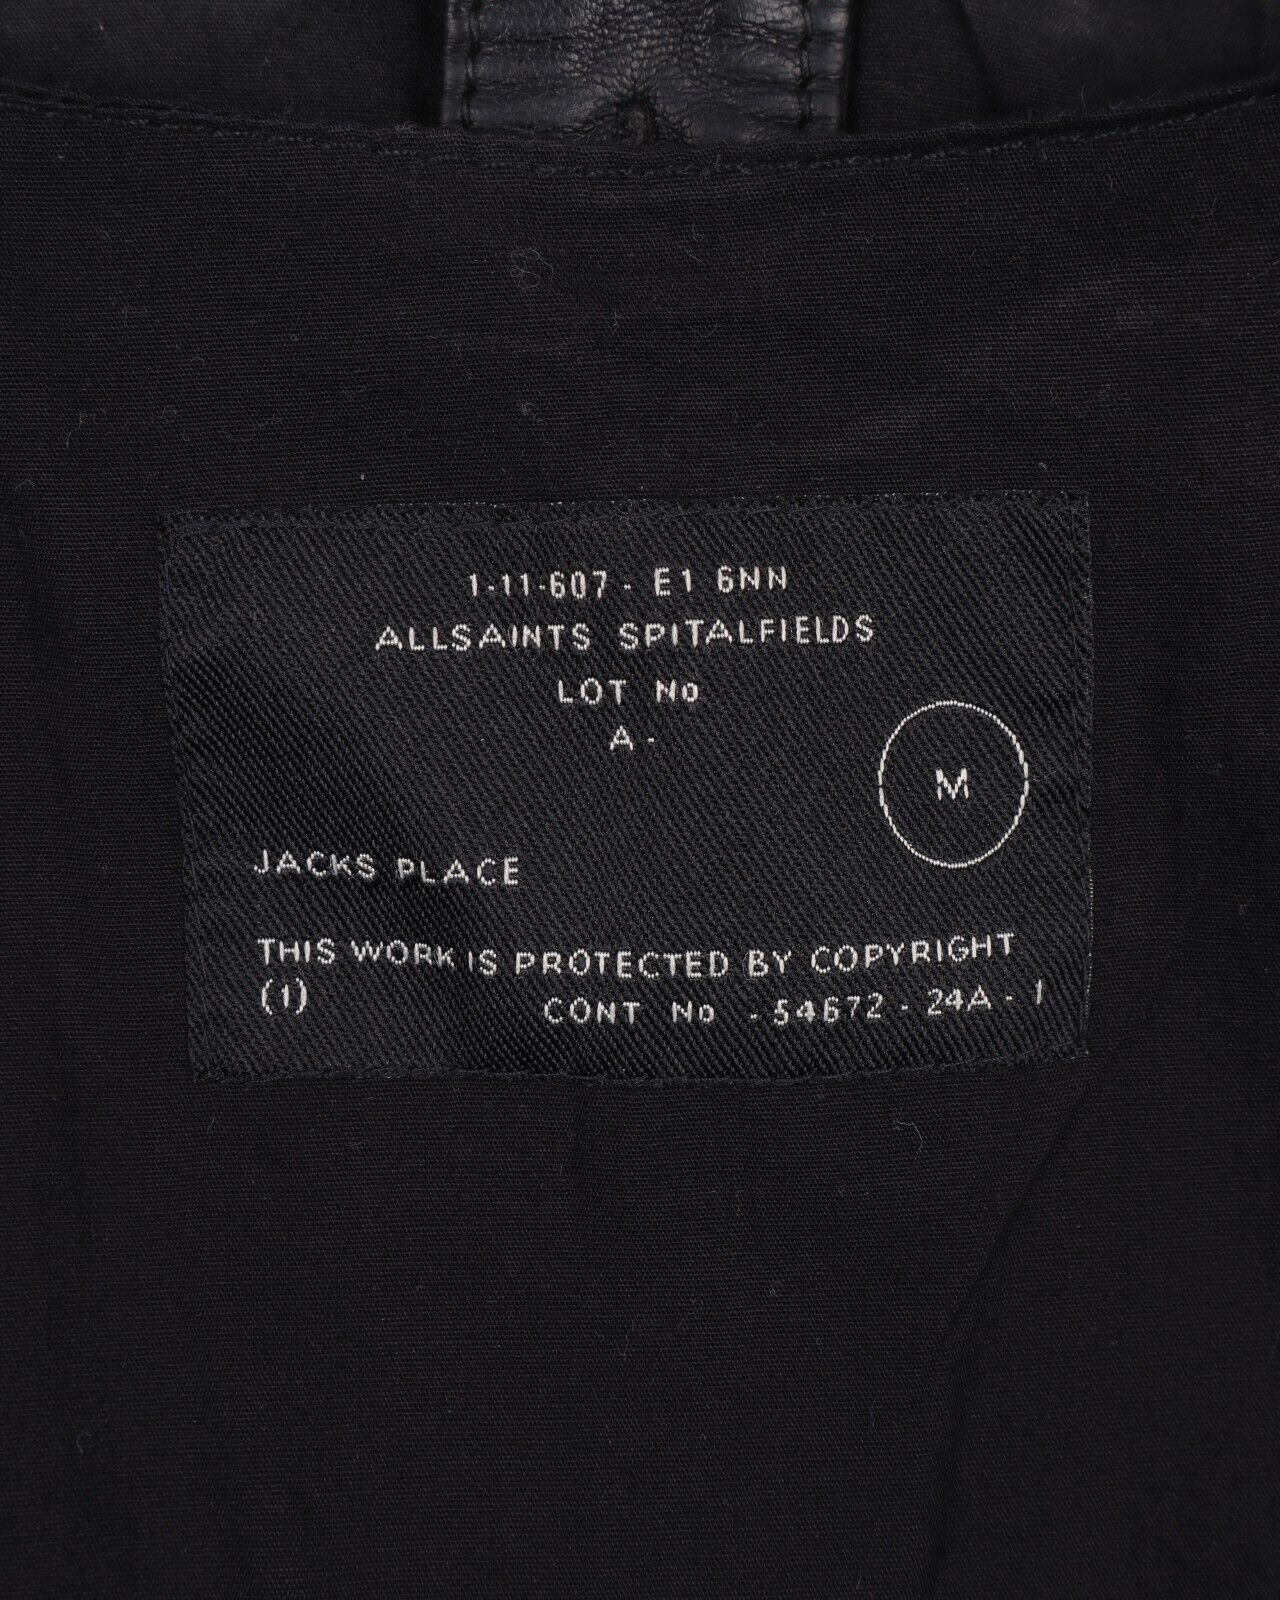 1-11-607 - E1 6NN
ALLSAINTS SPITALFIELDS
LOT No
A -
M
JACKS PLACE
THIS WORK IS PROTECTED BY COPYRIGHT
(1) CONT No - 54672 - 24A - 1